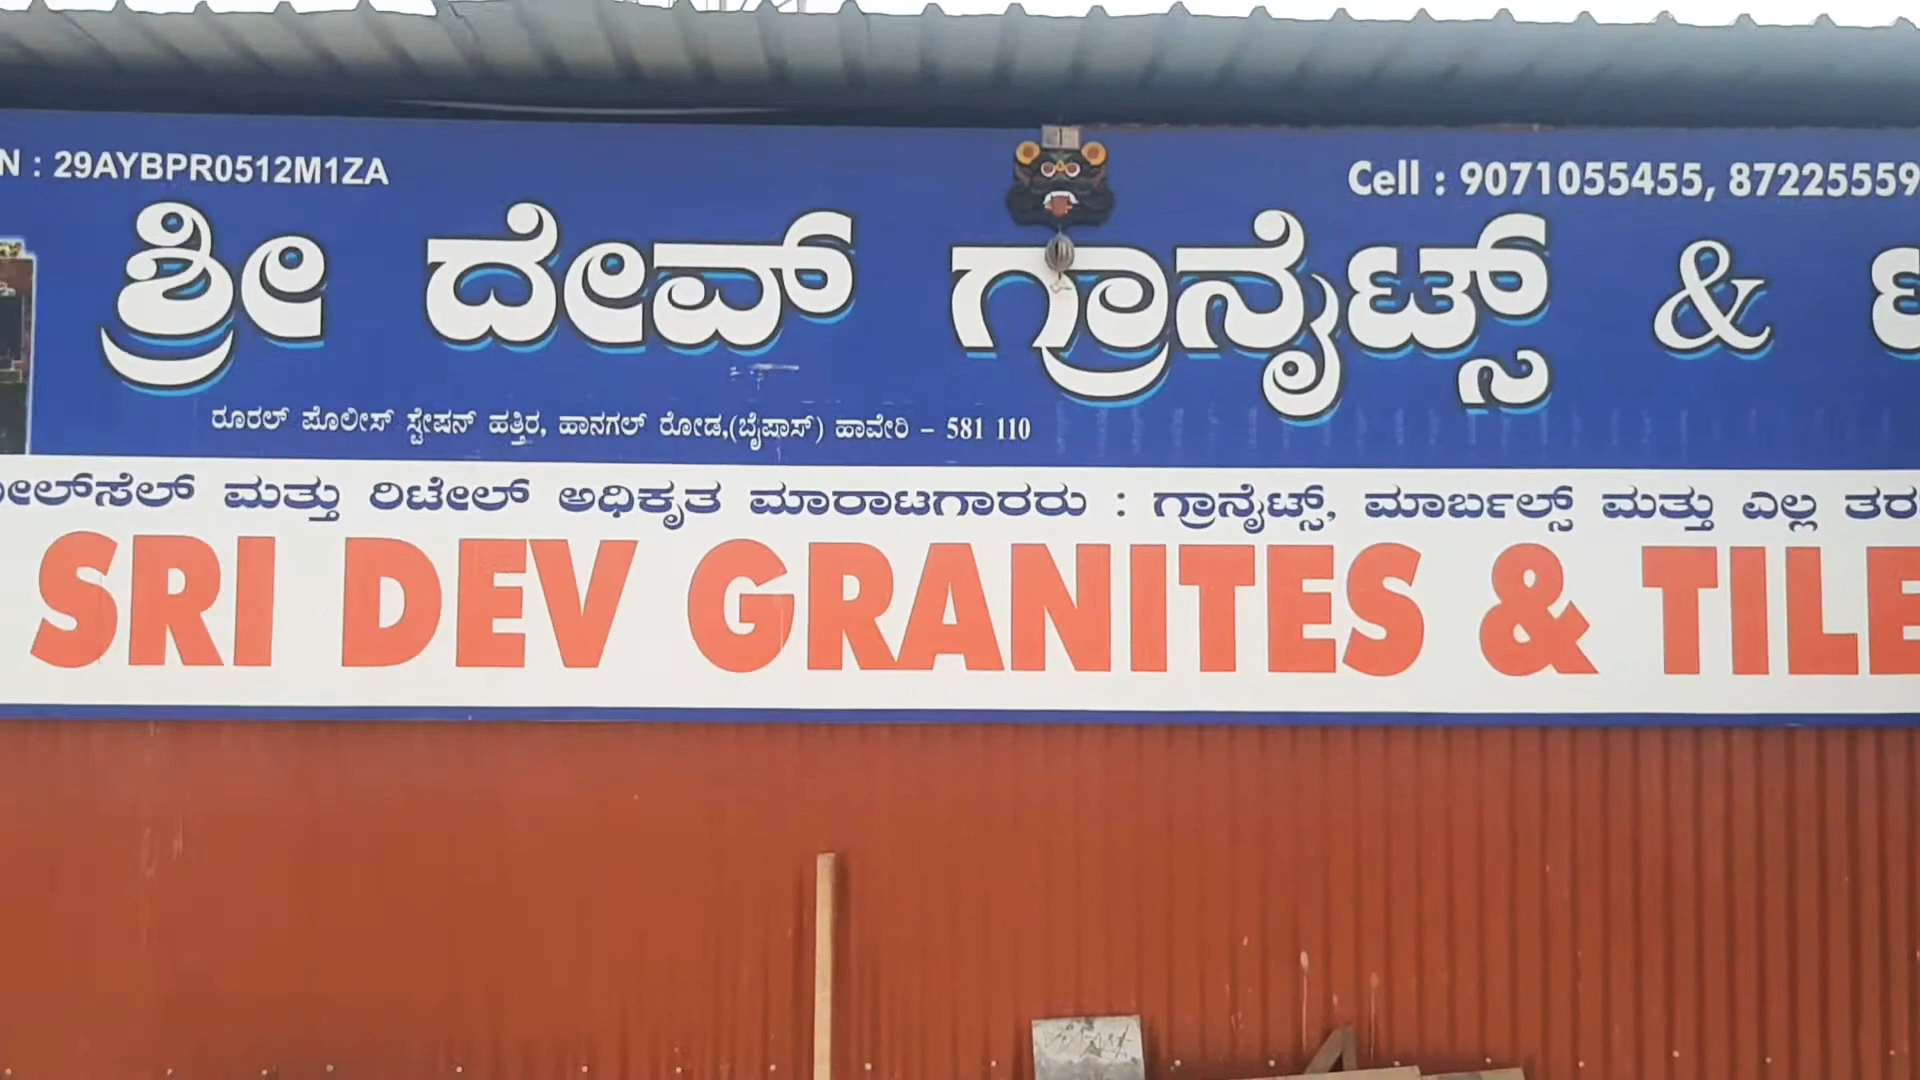 N : 29AYBPR0512M1ZA
Cell : 9071055455, 87225559
ಶ್ರೀ ದೇವ್ ಗ್ರಾನೈಟ್ಸ್ &
ರೂರಲ್ ಪೊಲೀಸ್ ಸ್ಟೇಷನ್ ಹತ್ತಿರ, ಹಾನಗಲ್ ರೋಡ,(ಬೈಪಾಸ್) ಹಾವೇರಿ – 581 110
ಮತ್ತು ರಿಟೇಲ್ ಅಧಿಕೃತ ಮಾರಾಟಗಾರರು : ಗ್ರಾನೈಟ್ಸ್, ಮಾರ್ಬಲ್ಸ್ ಮತ್ತು ಎಲ್ಲ ತರ
SRI DEV GRANITES & TILE